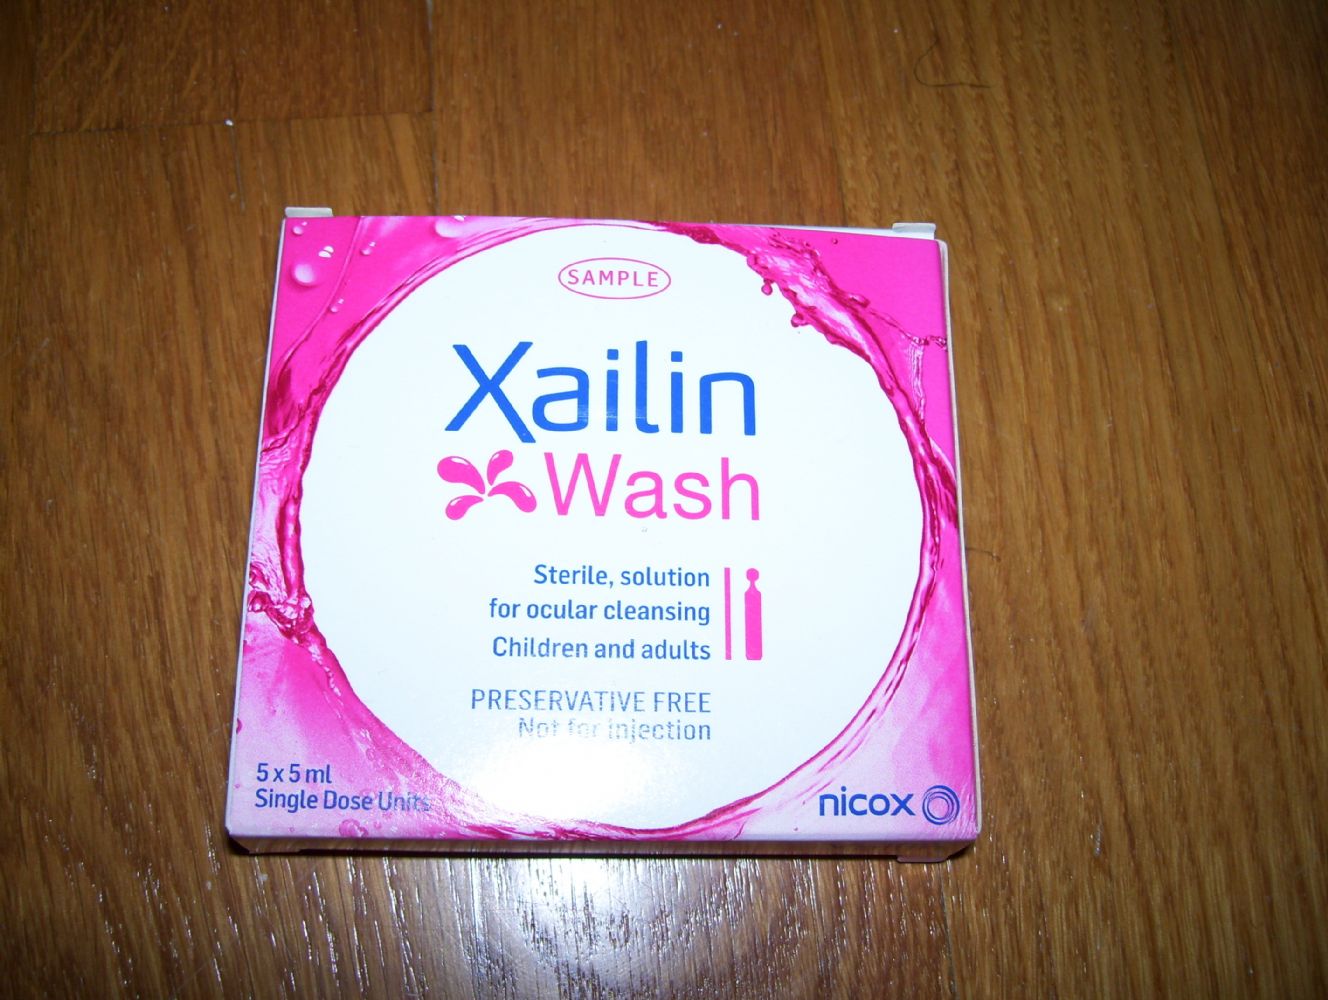 SAMPLE
Xailin
Wash
Sterile, solution
for ocular cleansing
Children and adults
PRESERVATIVE FREE
Not for injection
5 x 5 ml
Single Dose Units
nicox